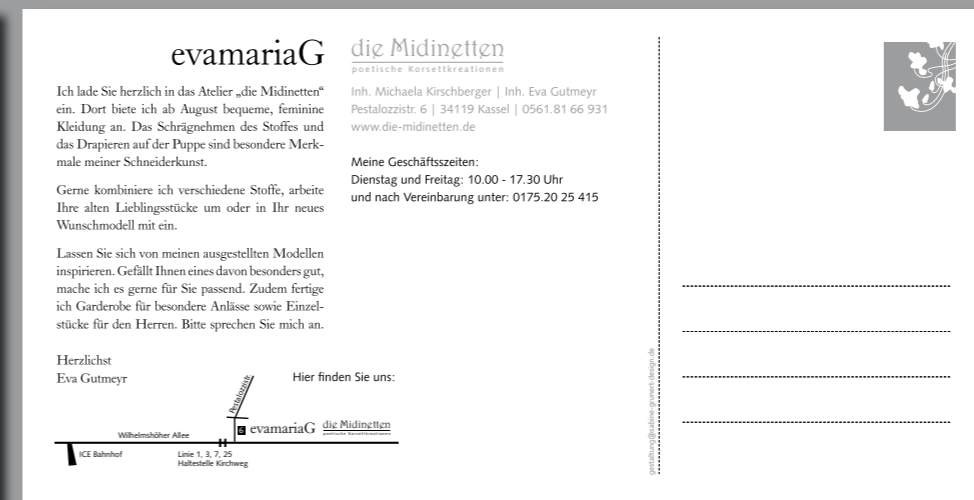 evamariaG
Ich lade Sie herzlich in das Atelier „die Midinetten“
ein. Dort biete ich ab August bequeme, feminine
Kleidung an. Das Schrägnehmen des Stoffes und
das Drapieren auf der Puppe sind besondere Merk-
male meiner Schneiderkunst.
Gerne kombiniere ich verschiedene Stoffe, arbeite
Ihre alten Lieblingsstücke um oder in Ihr neues
Wunschmodell mit ein.
Lassen Sie sich von meinen ausgestellten Modellen
inspirieren. Gefällt Ihnen eines davon besonders gut,
mache ich es gerne für Sie passend. Zudem fertige
ich Garderobe für besondere Anlässe sowie Einzel-
stücke für den Herren. Bitte sprechen Sie mich an.
Herzlichst
Eva Gutmeyr
die Midinetten
poetische Korsettkreationen
Inh. Michaela Kirschberger | Inh. Eva Gutmeyr
Pestalozzistr. 6 | 34119 Kassel | 0561.81 66 931
www.die-midinetten.de
Meine Geschäftszeiten:
Dienstag und Freitag: 10.00 - 17.30 Uhr
und nach Vereinbarung unter: 0175.20 25 415
Hier finden Sie uns:
Pestalozzistr.
6 evamariaG die Midinetten
poetische Korsettkreationen
Wilhelmshöher Allee
ICE Bahnhof
Linie 1, 3, 7, 25
Haltestelle Kirchweg
gestaltung@sabine-grunert-design.de